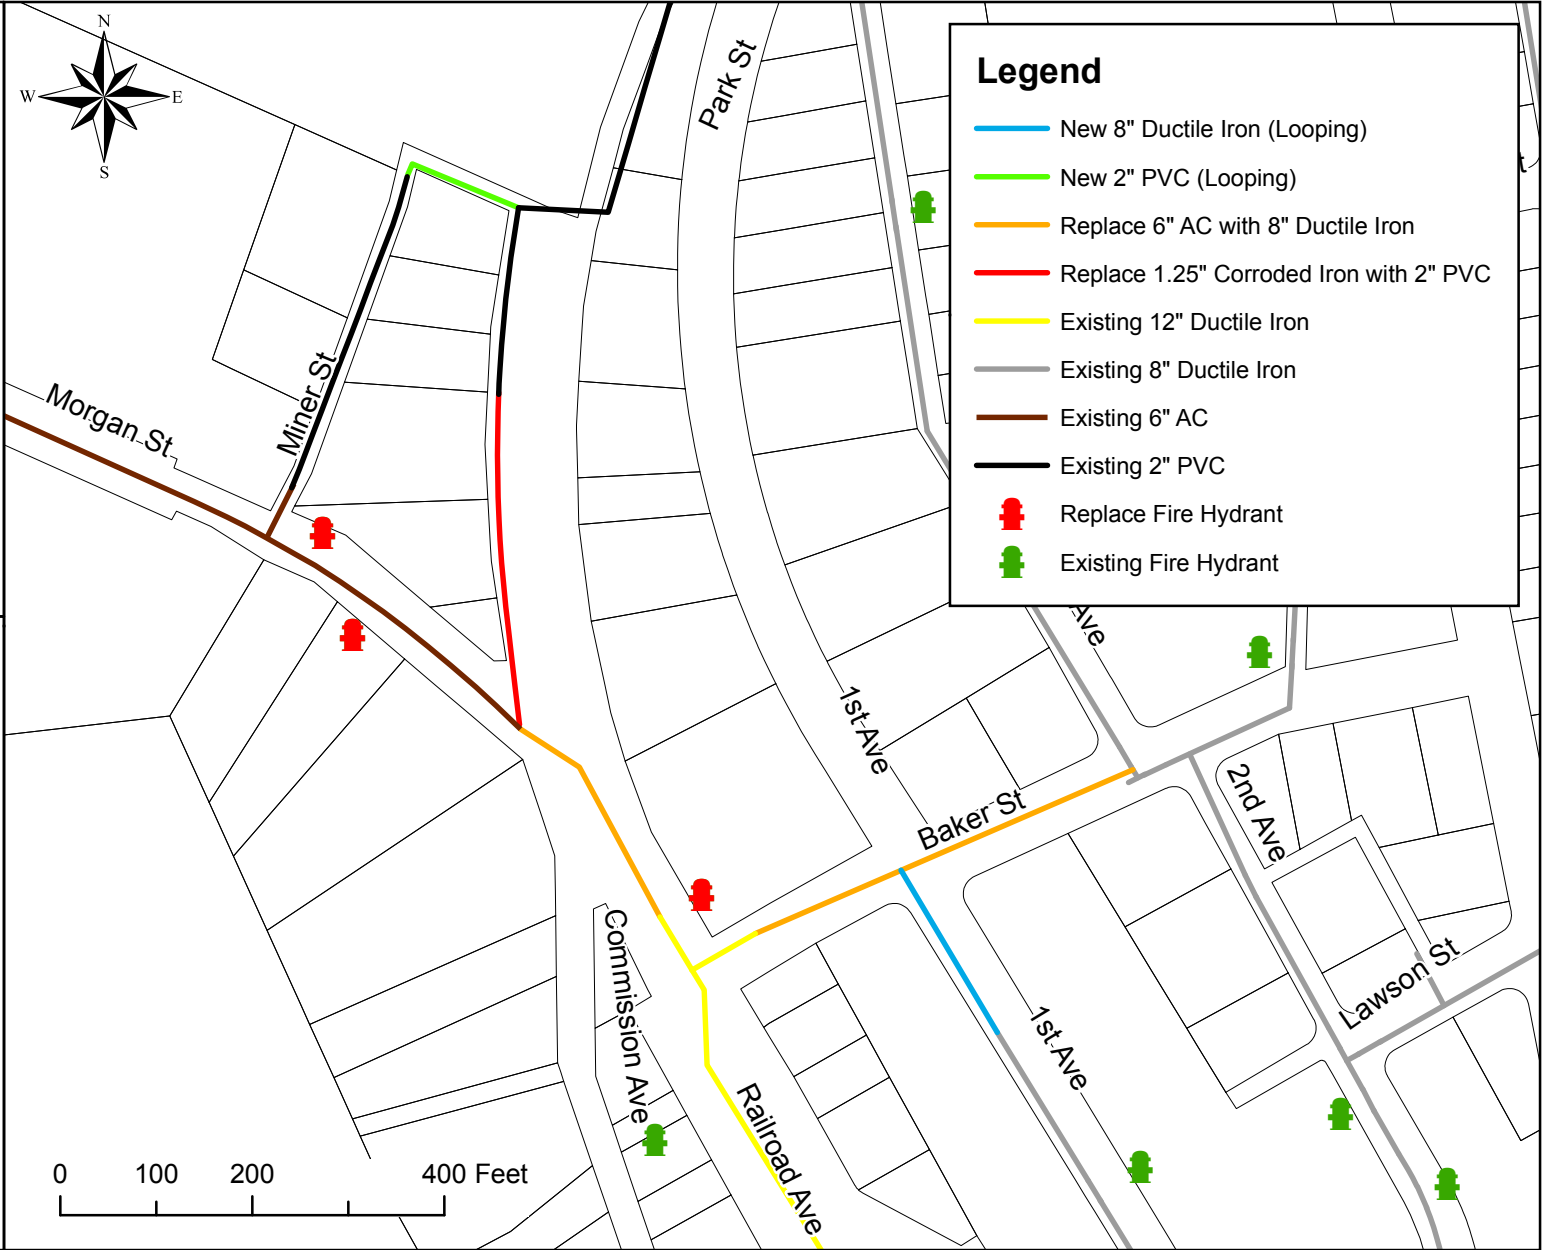 N
W
E
S
Park St
Legend
New 8" Ductile Iron (Looping)
New 2" PVC (Looping)
Replace 6" AC with 8" Ductile Iron
Replace 1.25" Corroded Iron with 2" PVC
Existing 12" Ductile Iron
Existing 8" Ductile Iron
Existing 6" AC
Existing 2" PVC
Replace Fire Hydrant
Existing Fire Hydrant
t
Morgan St
Miner St
Ave
1st Ave
Baker St
2nd Ave
Commission Ave
Lawson St
1st Ave
Railroad Ave
0 100 200 400 Feet